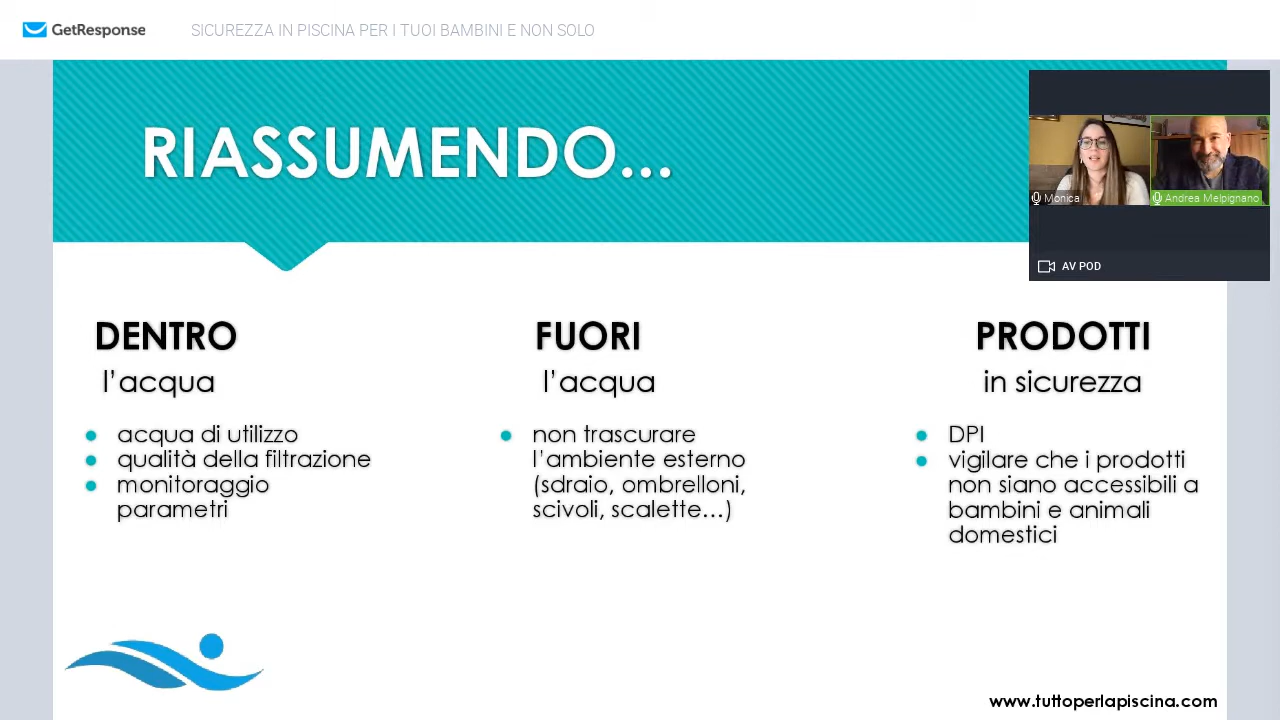 GetResponse
SICUREZZA IN PISCINA PER I TUOI BAMBINI E NON SOLO
RIASSUMENDO...
Monica
Andrea Melpignano
AV POD
DENTRO
l'acqua
acqua di utilizzo
qualità della filtrazione
monitoraggio
parametri
FUORI
l'acqua
non trascurare
l'ambiente esterno
(sdraio, ombrelloni,
scivoli, scalette...)
PRODOTTI
in sicurezza
DPI
vigilare che i prodotti
non siano accessibili a
bambini e animali
domestici
www.tuttoperlapiscina.com